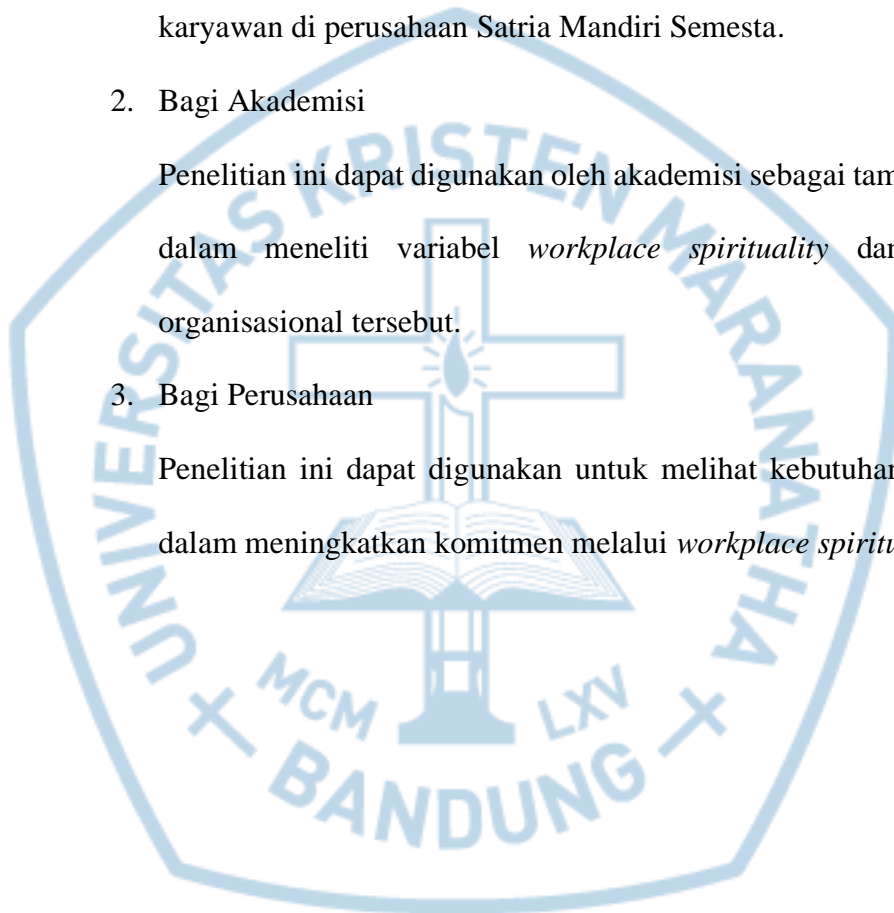 karyawan di perusahaan Satria Mandiri Semesta.
2. Bagi Akademisi
Penelitian ini dapat digunakan oleh akademisi sebagai tam
dalam meneliti variabel workplace spirituality dan
organisasional tersebut.
3. Bagi Perusahaan
Penelitian ini dapat digunakan untuk melihat kebutuhan
dalam meningkatkan komitmen melalui workplace spiritu
UNIVERSITAS KRISTEN MARANATHA
MCM LXV
BANDUNG